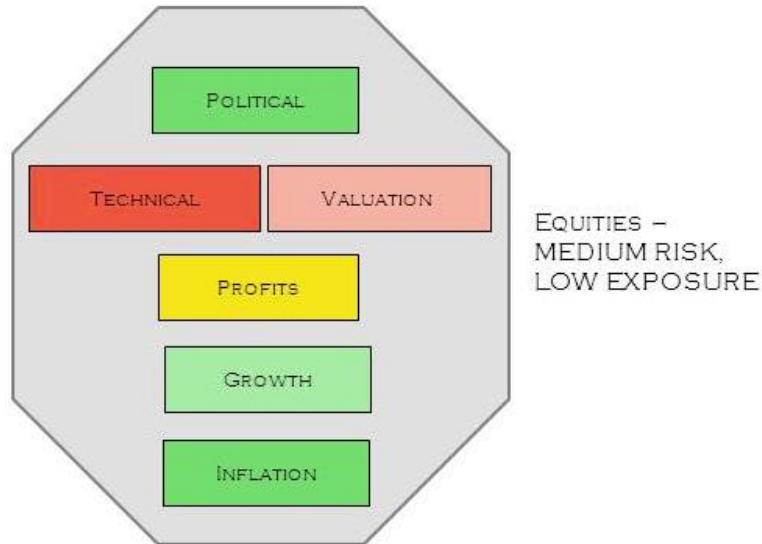 POLITICAL
TECHNICAL
VALUATION
PROFITS
GROWTH
INFLATION
EQUITIES –
MEDIUM RISK,
LOW EXPOSURE